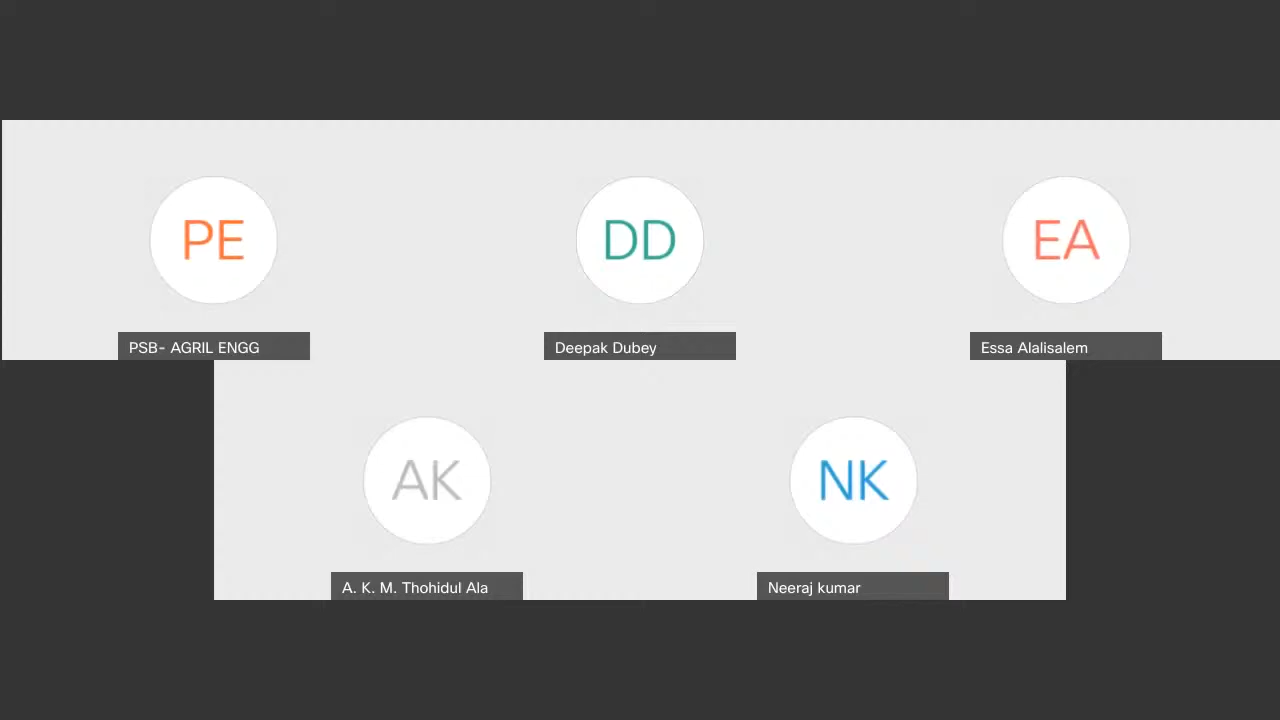 PE
DD
EA
PSB- AGRIL ENGG
Deepak Dubey
Essa Alalisalem
AK
NK
A. K. M. Thohidul Ala
Neeraj kumar